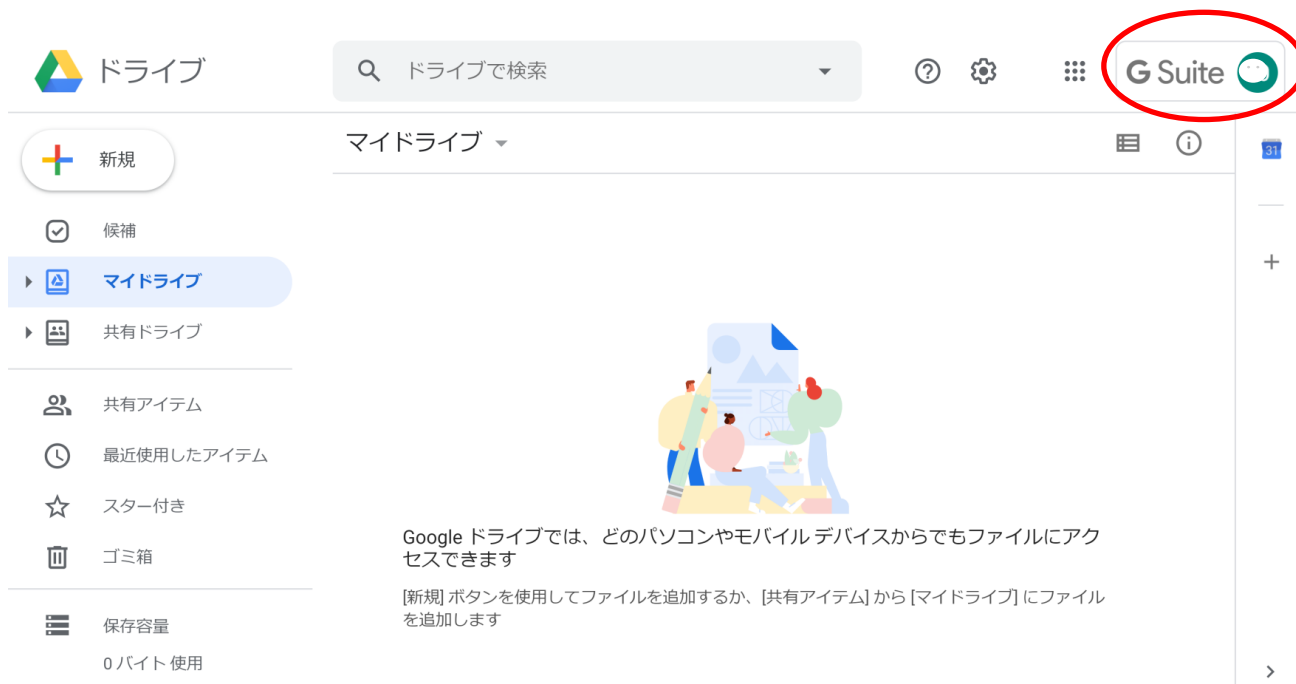 ドライブ
ドライブで検索
G Suite
新規
マイドライブ
31
候補
マイドライブ
共有ドライブ
共有アイテム
最近使用したアイテム
スター付き
ゴミ箱
保存容量
0 バイト 使用
Google ドライブでは、どのパソコンやモバイル デバイスからでもファイルにアク
セスできます
[新規] ボタンを使用してファイルを追加するか、[共有アイテム] から [マイドライブ] にファイル
を追加します